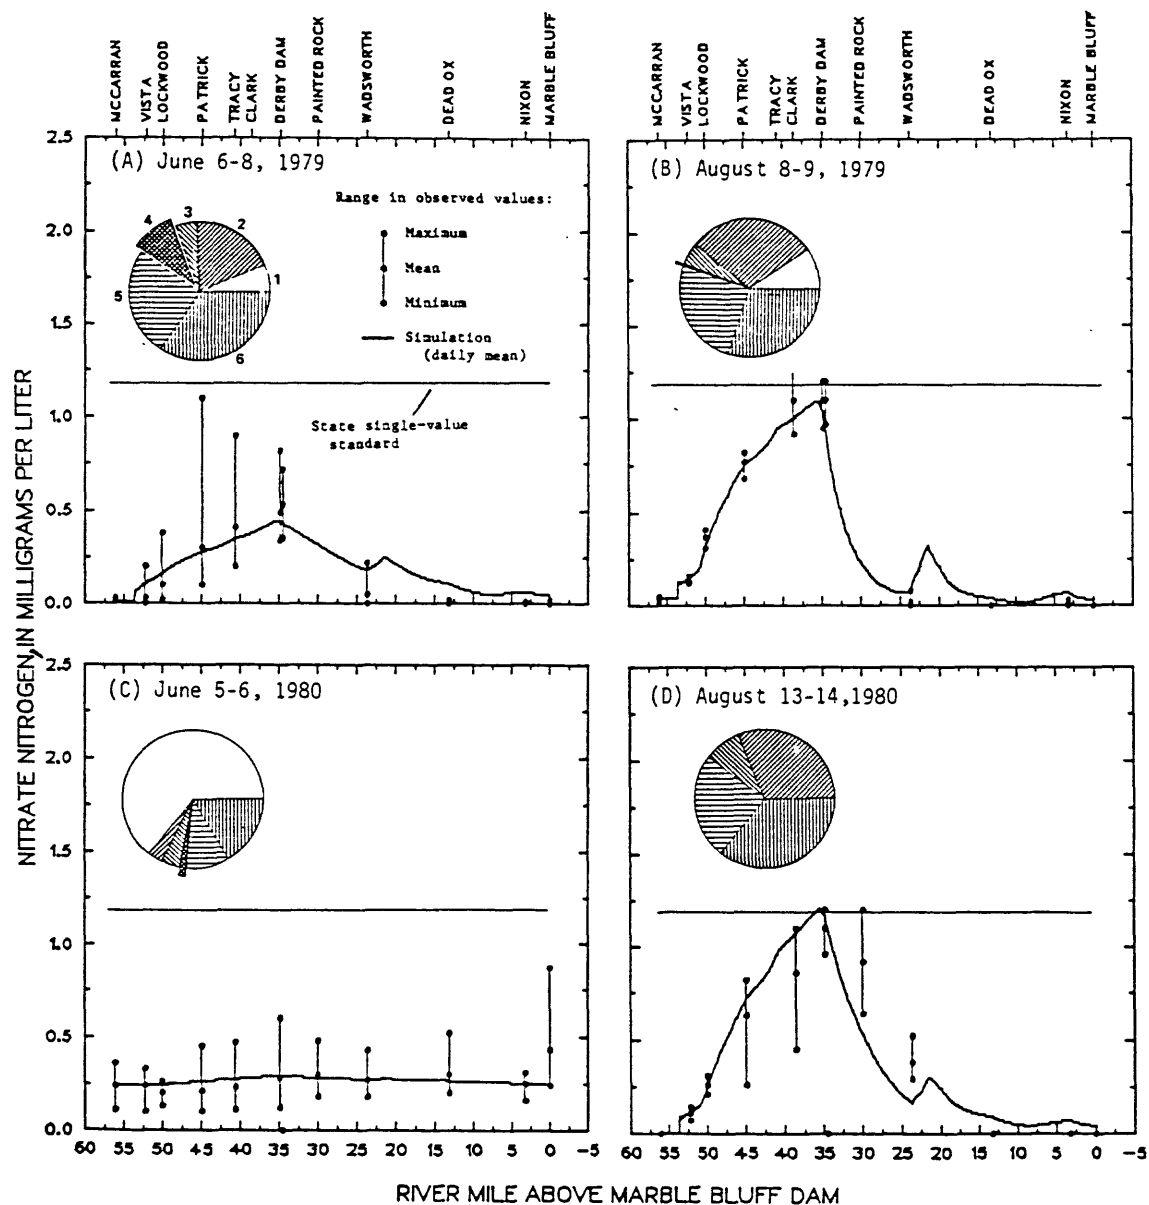 MCCARRAN
VISTA
LOCKWOOD
PATRICK
TRACY
CLARK
DERBY DAM
PAINTED ROCK
WADSWORTH
DEAD OX
NIXON
MARBLE BLUFF
MCCARRAN
VISTA
LOCKWOOD
PATRICK
TRACY
CLARK
DERBY DAM
PAINTED ROCK
WADSWORTH
DEAD OX
NIXON
MARBLE BLUFF
NITRATE NITROGEN, IN MILLIGRAMS PER LITER
2.5
2.0
1.5
1.0
0.5
0.0
(A) June 6-8, 1979
Range in observed values:
Maximum
Mean
Minimum
Simulation
(daily mean)
State single-value
standard
1
2
3
4
5
6
(B) August 8-9, 1979
2.5
2.0
1.5
1.0
0.5
0.0
(C) June 5-6, 1980
(D) August 13-14,1980
60 55 50 45 40 35 30 25 20 15 10 5 0 -5
60 55 50 45 40 35 30 25 20 15 10 5 0 -5
RIVER MILE ABOVE MARBLE BLUFF DAM